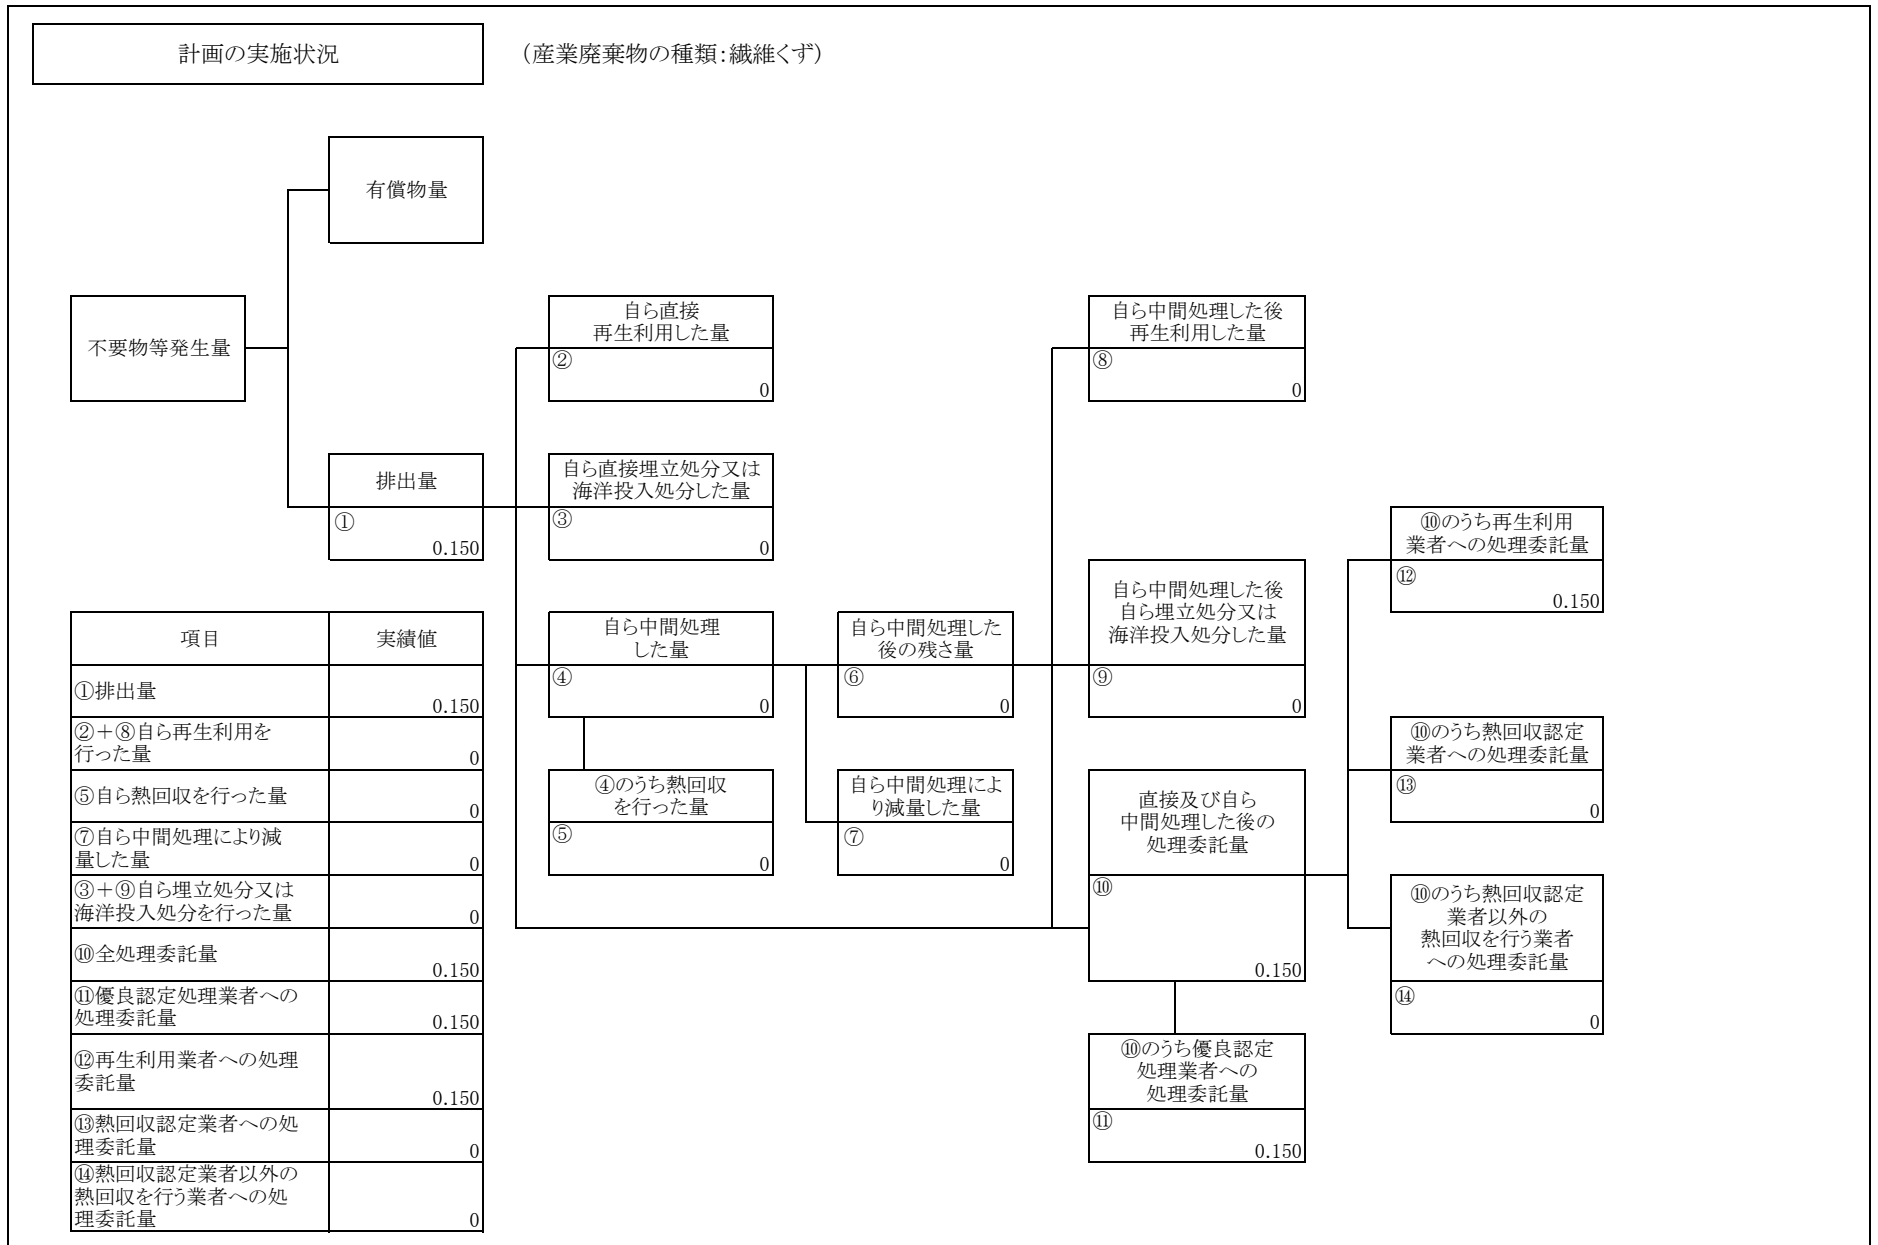 計画の実施状況
(産業廃棄物の種類:繊維くず)
有償物量
不要物等発生量
排出量
①
0.150
自ら直接
再生利用した量
②
0
自ら直接埋立処分又は
海洋投入処分した量
③
0
自ら中間処理
した量
④
0
④のうち熱回収
を行った量
⑤
0
自ら中間処理した
後の残さ量
⑥
0
自ら中間処理によ
り減量した量
⑦
0
自ら中間処理した後
再生利用した量
⑧
0
自ら中間処理した後
自ら埋立処分又は
海洋投入処分した量
⑨
0
直接及び自ら
中間処理した後の
処理委託量
⑩
0.150
⑩のうち優良認定
処理業者への
処理委託量
⑪
0.150
⑩のうち再生利用
業者への処理委託量
⑫
0.150
⑩のうち熱回収認定
業者への処理委託量
⑬
0
⑩のうち熱回収認定
業者以外の
熱回収を行う業者
への処理委託量
⑭
0
項目 実績値
①排出量
0.150
②+⑧自ら再生利用を
行った量
0
⑤自ら熱回収を行った量
0
⑦自ら中間処理により減
量した量
0
③+⑨自ら埋立処分又は
海洋投入処分を行った量
0
⑩全処理委託量
0.150
⑪優良認定処理業者への
処理委託量
0.150
⑫再生利用業者への処理
委託量
0.150
⑬熱回収認定業者への処
理委託量
0
⑭熱回収認定業者以外の
熱回収を行う業者への処
理委託量
0